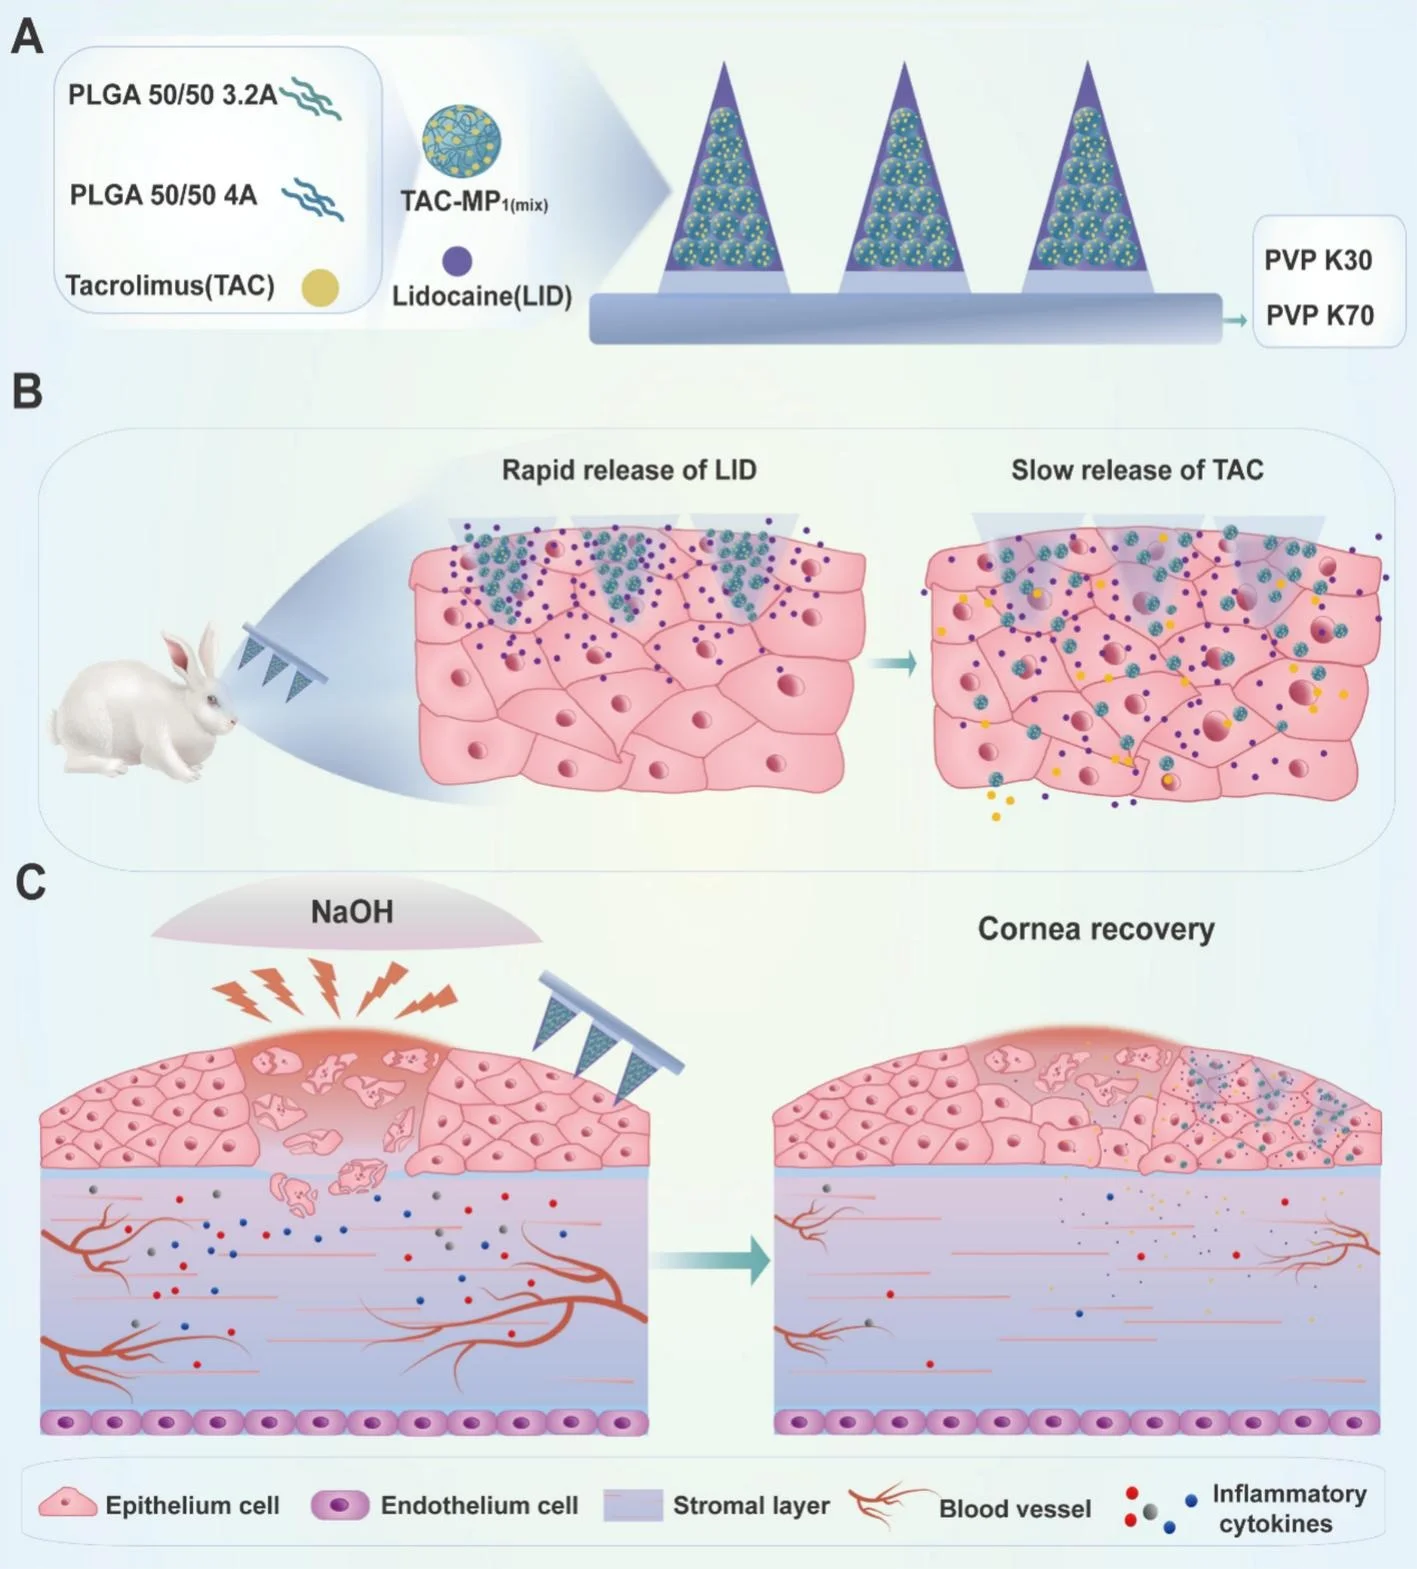 A
PLGA 50/50 3.2A
PLGA 50/50 4A
Tacrolimus(TAC)
TAC-MP1(mix)
Lidocaine(LID)
PVP K30
PVP K70
B
Rapid release of LID
Slow release of TAC
C
NaOH
Cornea recovery
Epithelium cell
Endothelium cell
Stromal layer
Blood vessel
Inflammatory
cytokines